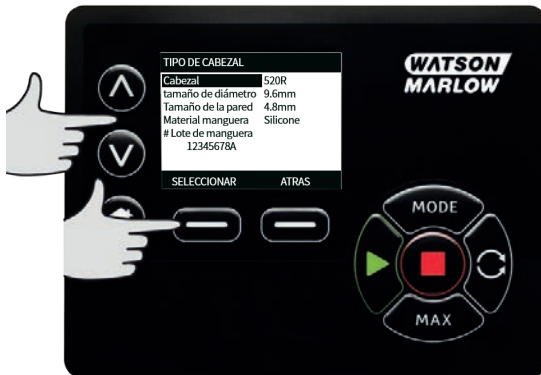 TIPO DE CABEZAL
Cabezal 520R
tamaño de diámetro 9.6mm
Tamaño de la pared 4.8mm
Material manguera Silicone
# Lote de manguera
12345678A
SELECCIONAR ATRAS
WATSON
MARLOW
MODE
MAX